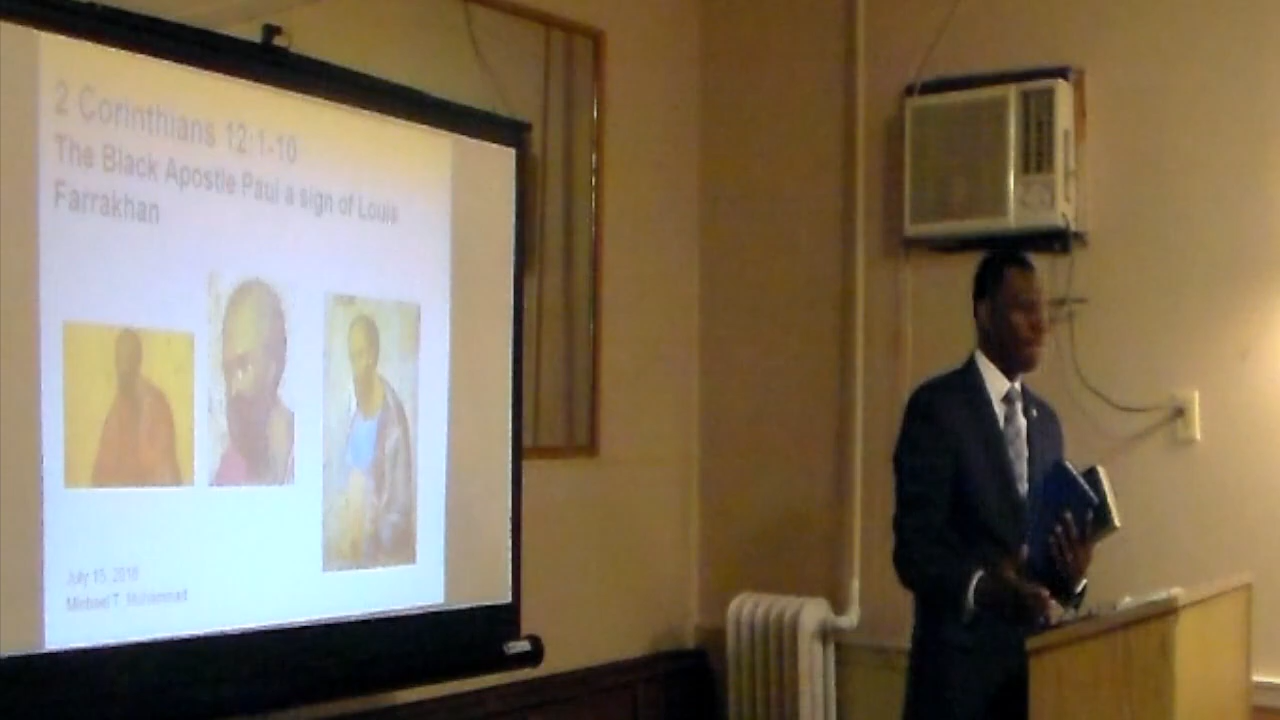 2 Corinthians 12:1-10
The Black Apostle Paul a sign of Louis
Farrakhan
July 15, 2018
Michael T. Muhammad